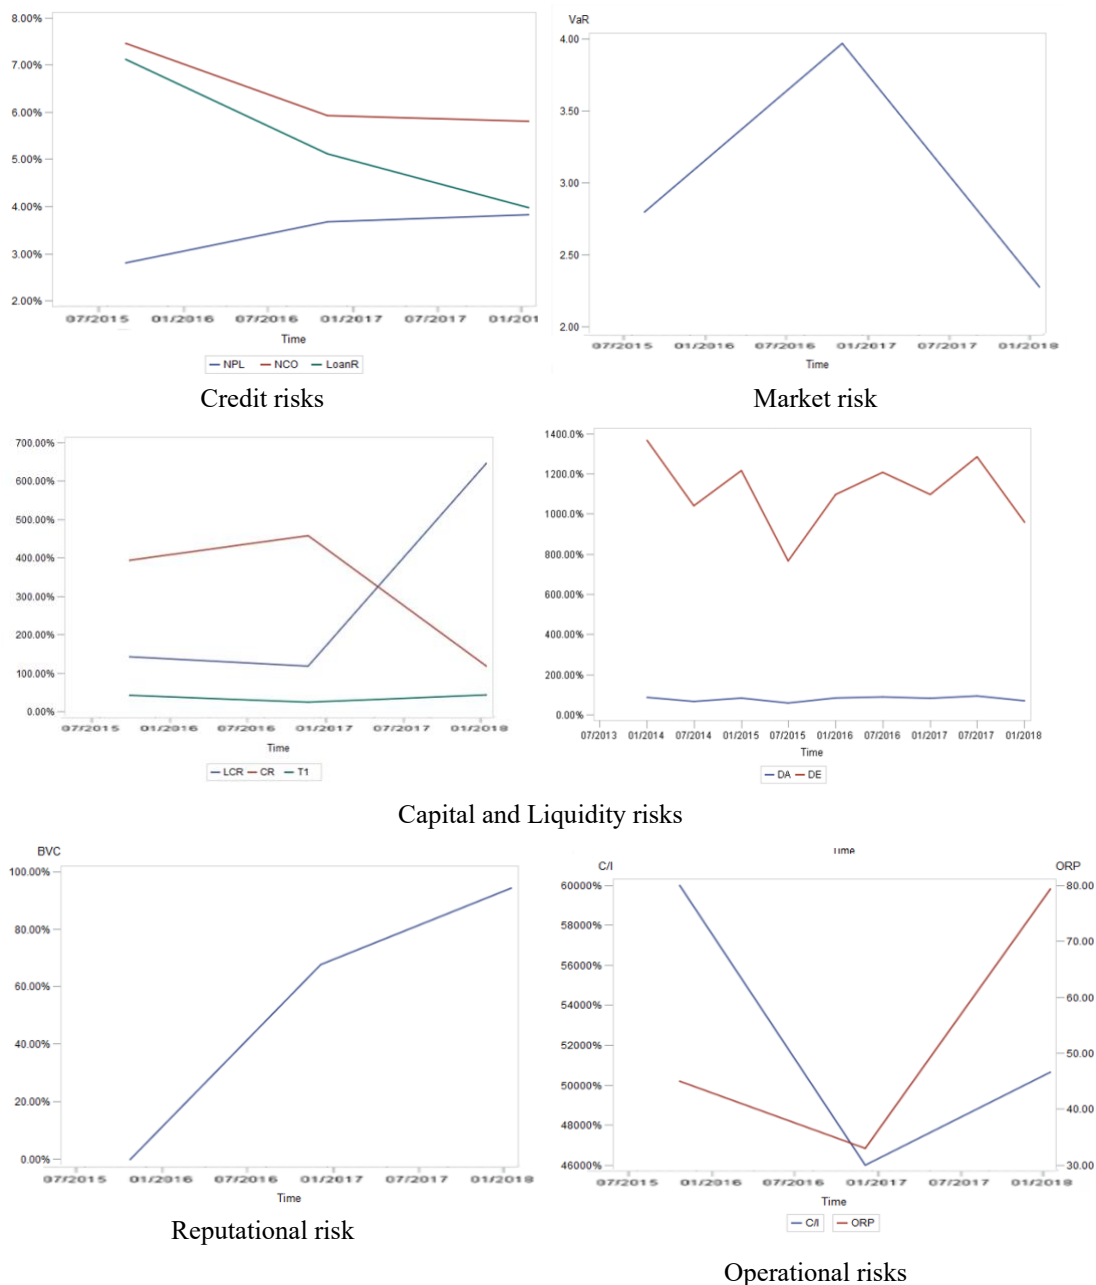 8.00%
7.00%
6.00%
5.00%
4.00%
3.00%
2.00%
07/2015 01/2016 07/2016 01/2017 07/2017 01/201
Time
NPL NCO LoanR
Credit risks
VaR
4.00
3.50
3.00
2.50
2.00
07/2015 01/2016 07/2016 01/2017 07/2017 01/2018
Time
Market risk
700.00%
600.00%
500.00%
400.00%
300.00%
200.00%
100.00%
0.00%
07/2015 01/2016 07/2016 01/2017 07/2017 01/2018
Time
LCR CR T1
1400.0%
1200.0%
1000.0%
800.00%
600.00%
400.00%
200.00%
0.00%
07/2013 01/2014 07/2014 01/2015 07/2015 01/2016 07/2016 01/2017 07/2017 01/2018
Time
DA DE
Capital and Liquidity risks
BVC
100.00%
80.00%
60.00%
40.00%
20.00%
0.00%
07/2015 01/2016 07/2016 01/2017 07/2017 01/2018
Time
Reputational risk
Time
C/I ORP
60000% 80.00
58000% 70.00
56000%
54000% 60.00
52000% 50.00
50000%
48000% 40.00
46000% 30.00
07/2015 01/2016 07/2016 01/2017 07/2017 01/2018
Time
C/I ORP
Operational risks